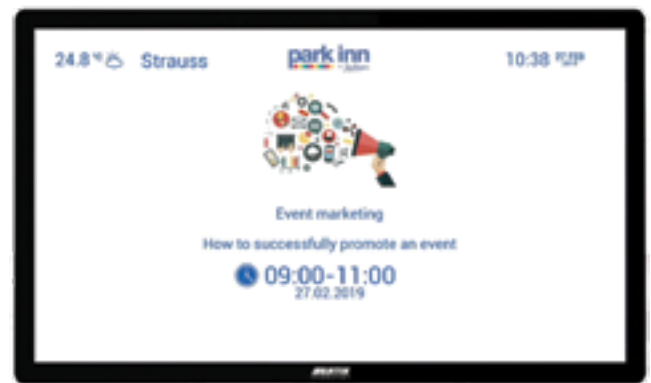 24.8 Strauss
park inn
10:38
Event marketing
How to successfully promote an event
09:00-11:00
27.02.2019